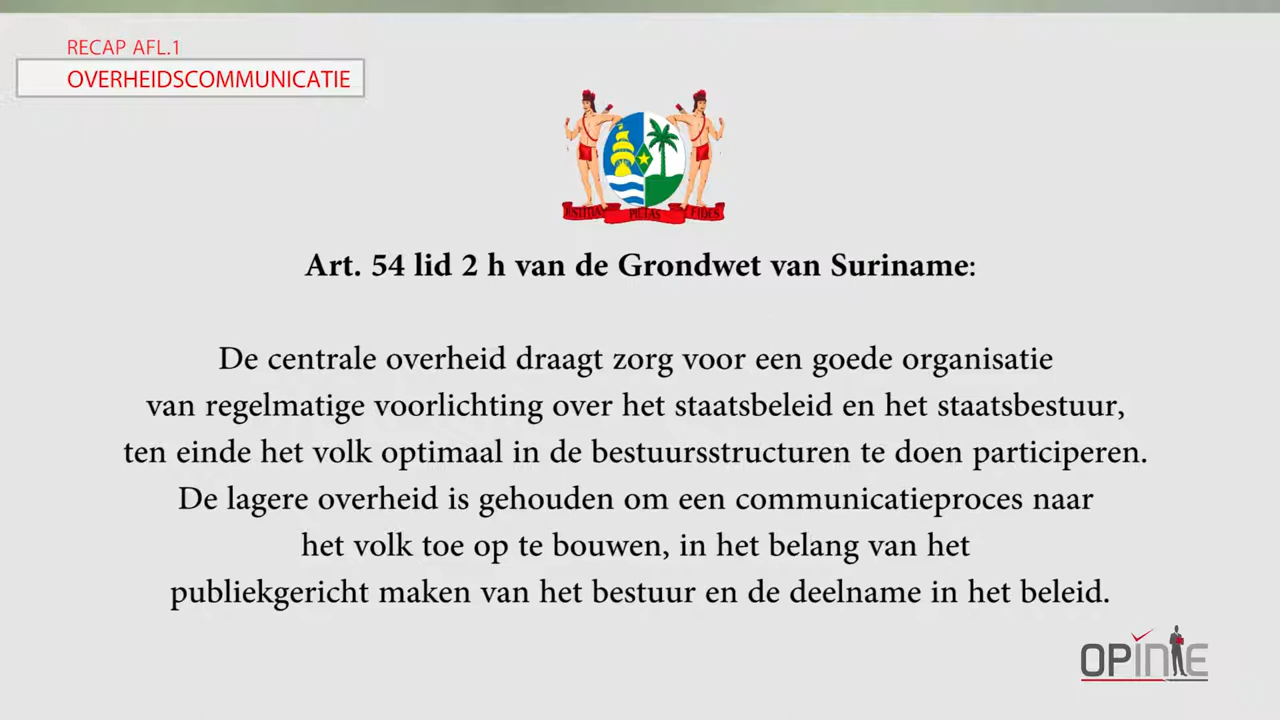 RECAP AFL.1
OVERHEIDSCOMMUNICATIE
JUSTITIA PIETAS FIDES
Art. 54 lid 2 h van de Grondwet van Suriname:
De centrale overheid draagt zorg voor een goede organisatie
van regelmatige voorlichting over het staatsbeleid en het staatsbestuur,
ten einde het volk optimaal in de bestuursstructuren te doen participeren.
De lagere overheid is gehouden om een communicatieproces naar
het volk toe op te bouwen, in het belang van het
publiekgericht maken van het bestuur en de deelname in het beleid.
OPINIE